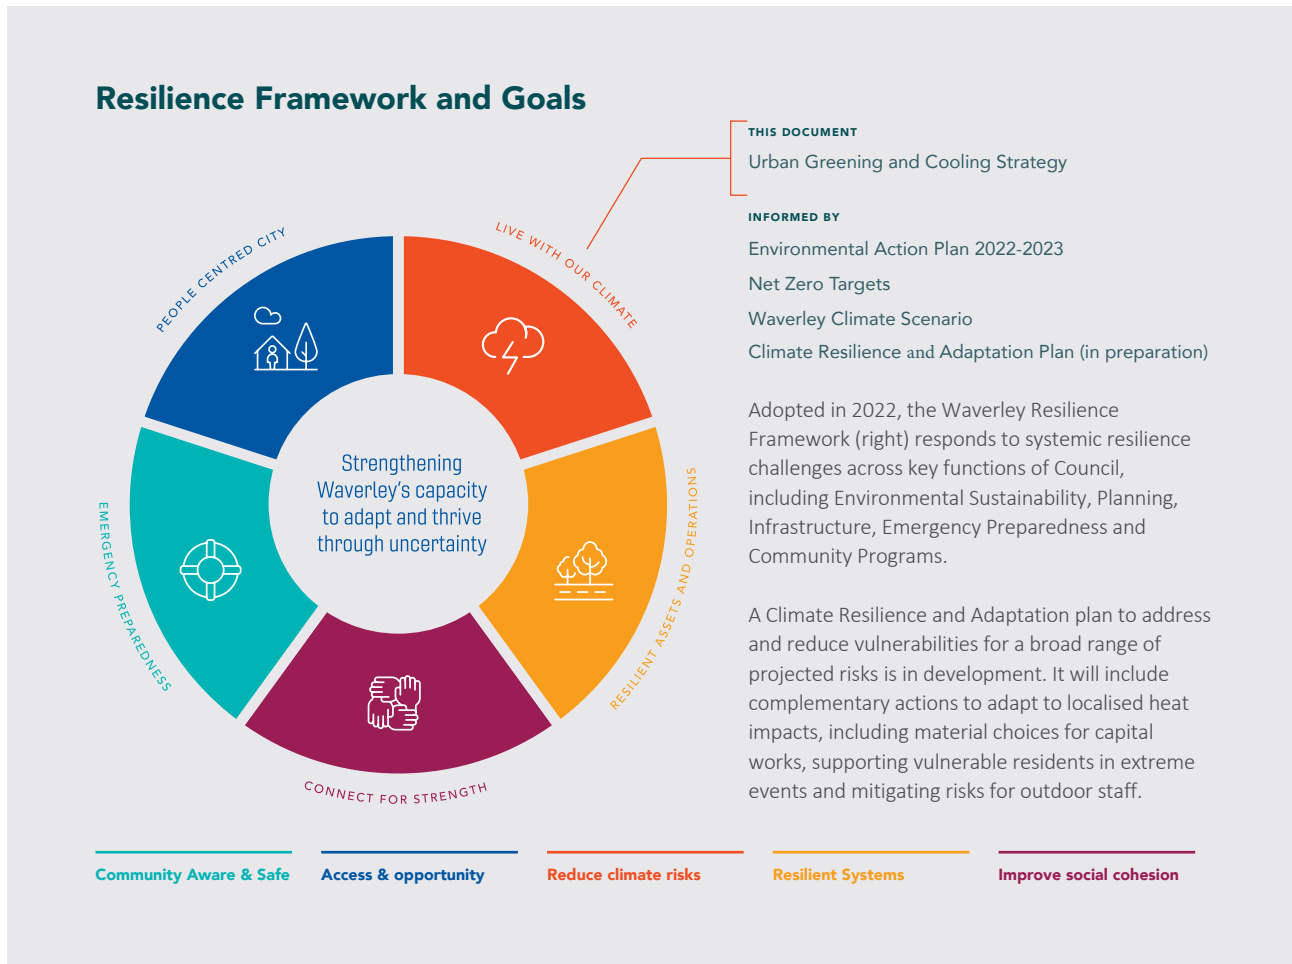 Resilience Framework and Goals
THIS DOCUMENT
Urban Greening and Cooling Strategy
INFORMED BY
Environmental Action Plan 2022-2023
Net Zero Targets
Waverley Climate Scenario
Climate Resilience and Adaptation Plan (in preparation)
PEOPLE CENTRED CITY
LIVE WITH OUR CLIMATE
RESILIENT ASSETS AND OPERATIONS
CONNECT FOR STRENGTH
EMERGENCY PREPAREDNESS
Strengthening
Waverley's capacity
to adapt and thrive
through uncertainty
Adopted in 2022, the Waverley Resilience
Framework (right) responds to systemic resilience
challenges across key functions of Council,
including Environmental Sustainability, Planning,
Infrastructure, Emergency Preparedness and
Community Programs.
A Climate Resilience and Adaptation plan to address
and reduce vulnerabilities for a broad range of
projected risks is in development. It will include
complementary actions to adapt to localised heat
impacts, including material choices for capital
works, supporting vulnerable residents in extreme
events and mitigating risks for outdoor staff.
Community Aware & Safe
Access & opportunity
Reduce climate risks
Resilient Systems
Improve social cohesion